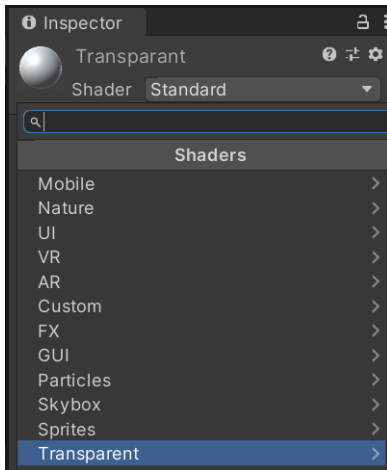 Inspector
Transparant
Shader Standard
Shaders
Mobile
Nature
UI
VR
AR
Custom
FX
GUI
Particles
Skybox
Sprites
Transparent